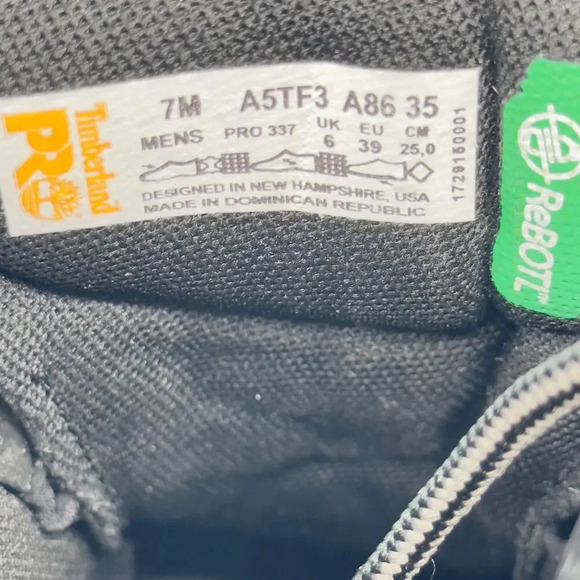 Timberland
PRO
7M A5TF3 A86 35
MENS PRO 337 UK EU CM
6 39 25,0
DESIGNED IN NEW HAMPSHIRE, USA
MADE IN DOMINICAN REPUBLIC
1729150001
ReBOTL™